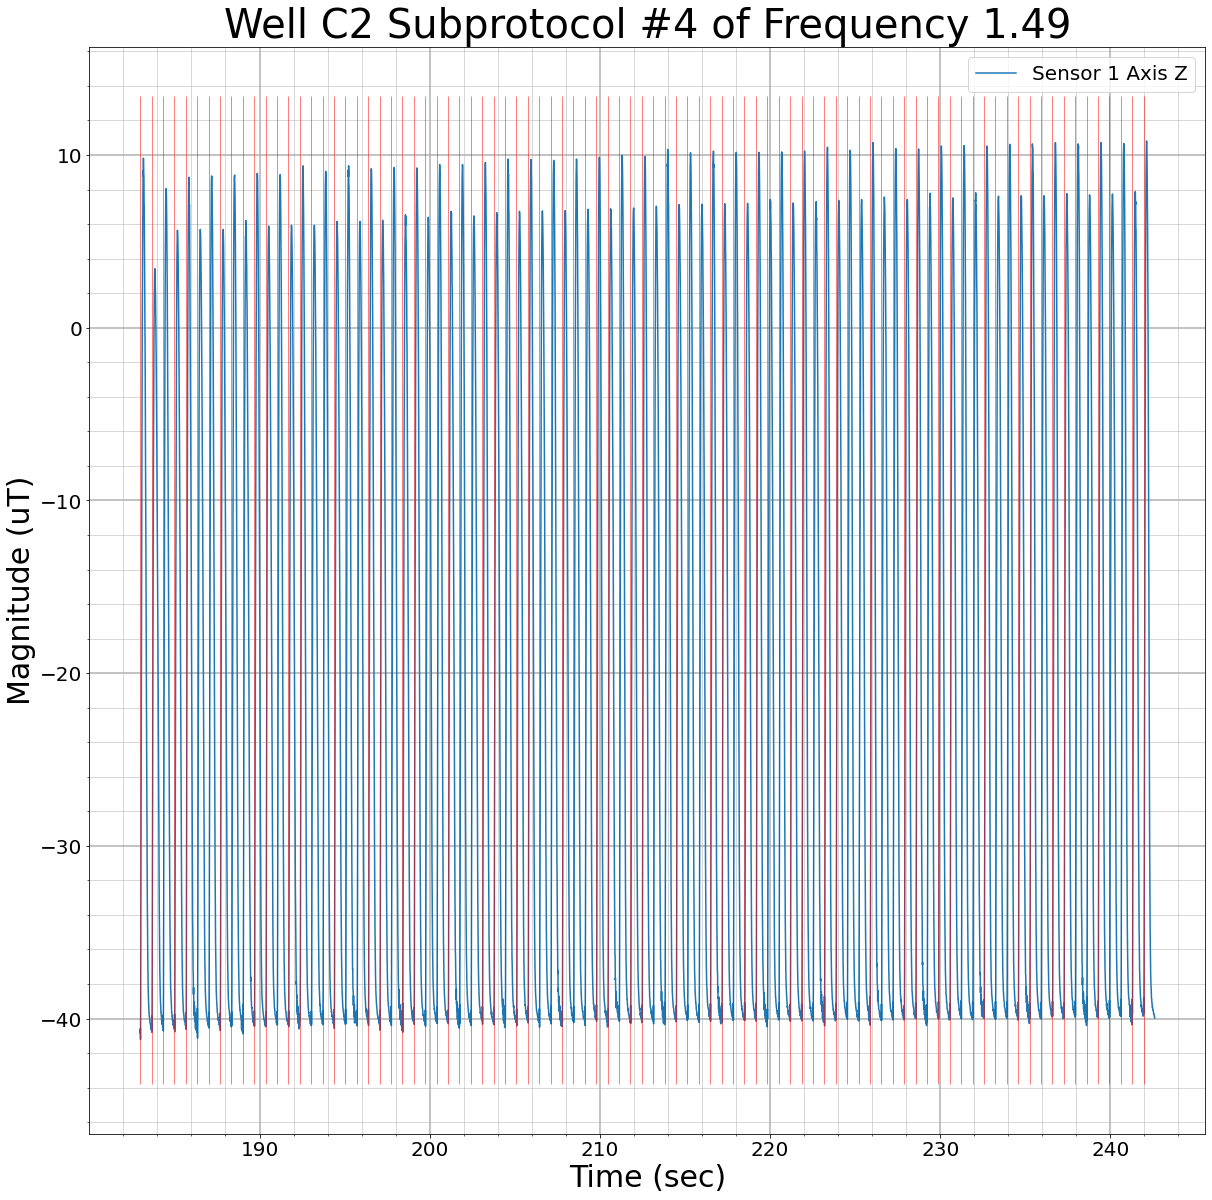 Well C2 Subprotocol #4 of Frequency 1.49
Sensor 1 Axis Z
10
0
−10
−20
−30
−40
Magnitude (uT)
190 200 210 220 230 240
Time (sec)